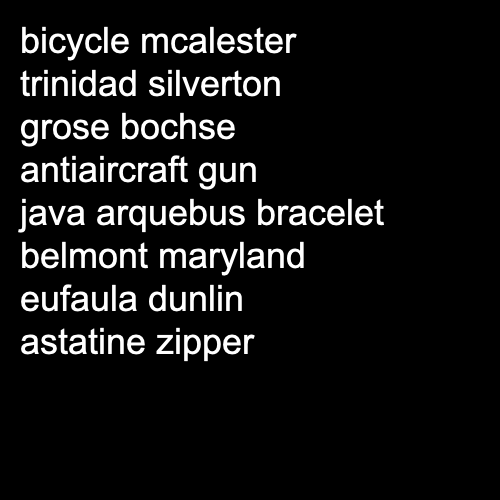 bicycle mcalester
trinidad silverton
grose bochse
antiaircraft gun
java arquebus bracelet
belmont maryland
eufaula dunlin
astatine zipper